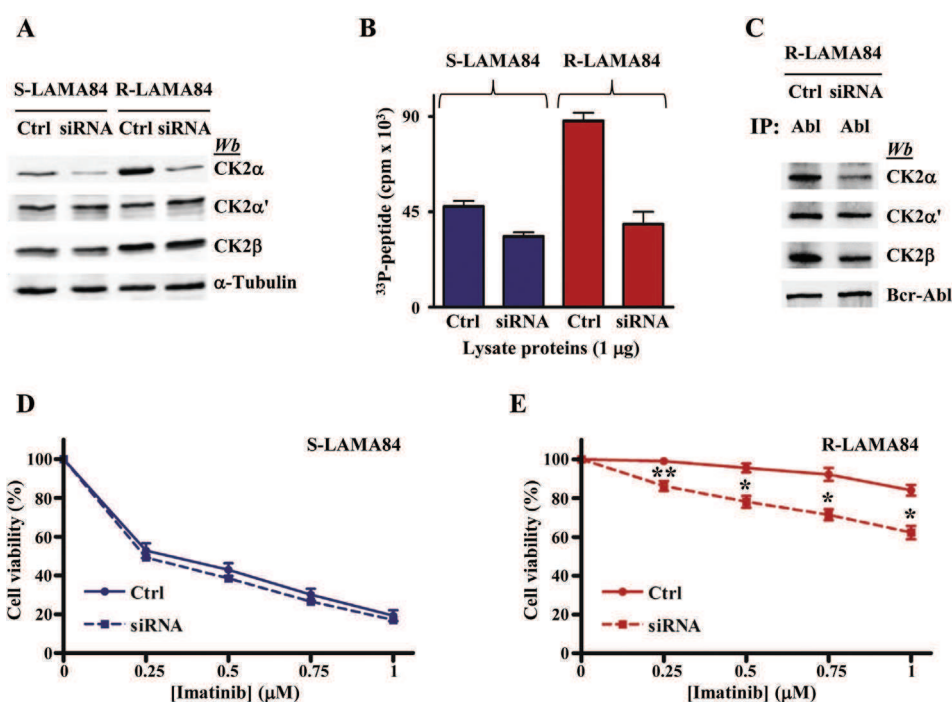 A
S-LAMA84 R-LAMA84
Ctrl siRNA Ctrl siRNA
Wb
CK2α
CK2α'
CK2β
α-Tubulin
B
S-LAMA84 R-LAMA84
³³P-peptide (cpm x 10³)
90
45
0
Ctrl siRNA Ctrl siRNA
Lysate proteins (1 µg)
C
R-LAMA84
Ctrl siRNA
IP: Abl Abl
Wb
CK2α
CK2α'
CK2β
Bcr-Abl
D
S-LAMA84
Cell viability (%)
100
80
60
40
20
0
Ctrl
siRNA
0 0.25 0.5 0.75 1
[Imatinib] (µM)
E
R-LAMA84
Cell viability (%)
100
80
60
40
20
0
** * * *
Ctrl
siRNA
0 0.25 0.5 0.75 1
[Imatinib] (µM)